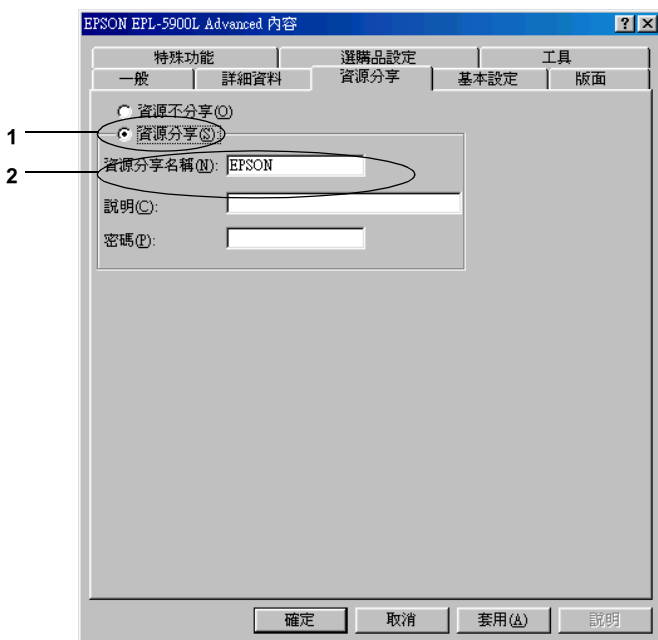 EPSON EPL-5900L Advanced 內容
特殊功能 選購品設定 工具
一般 詳細資料 資源分享 基本設定 版面
資源不分享(O)
1 資源分享(S)
2 資源分享名稱(N): EPSON
說明(C):
密碼(P):
確定 取消 套用(A) 說明